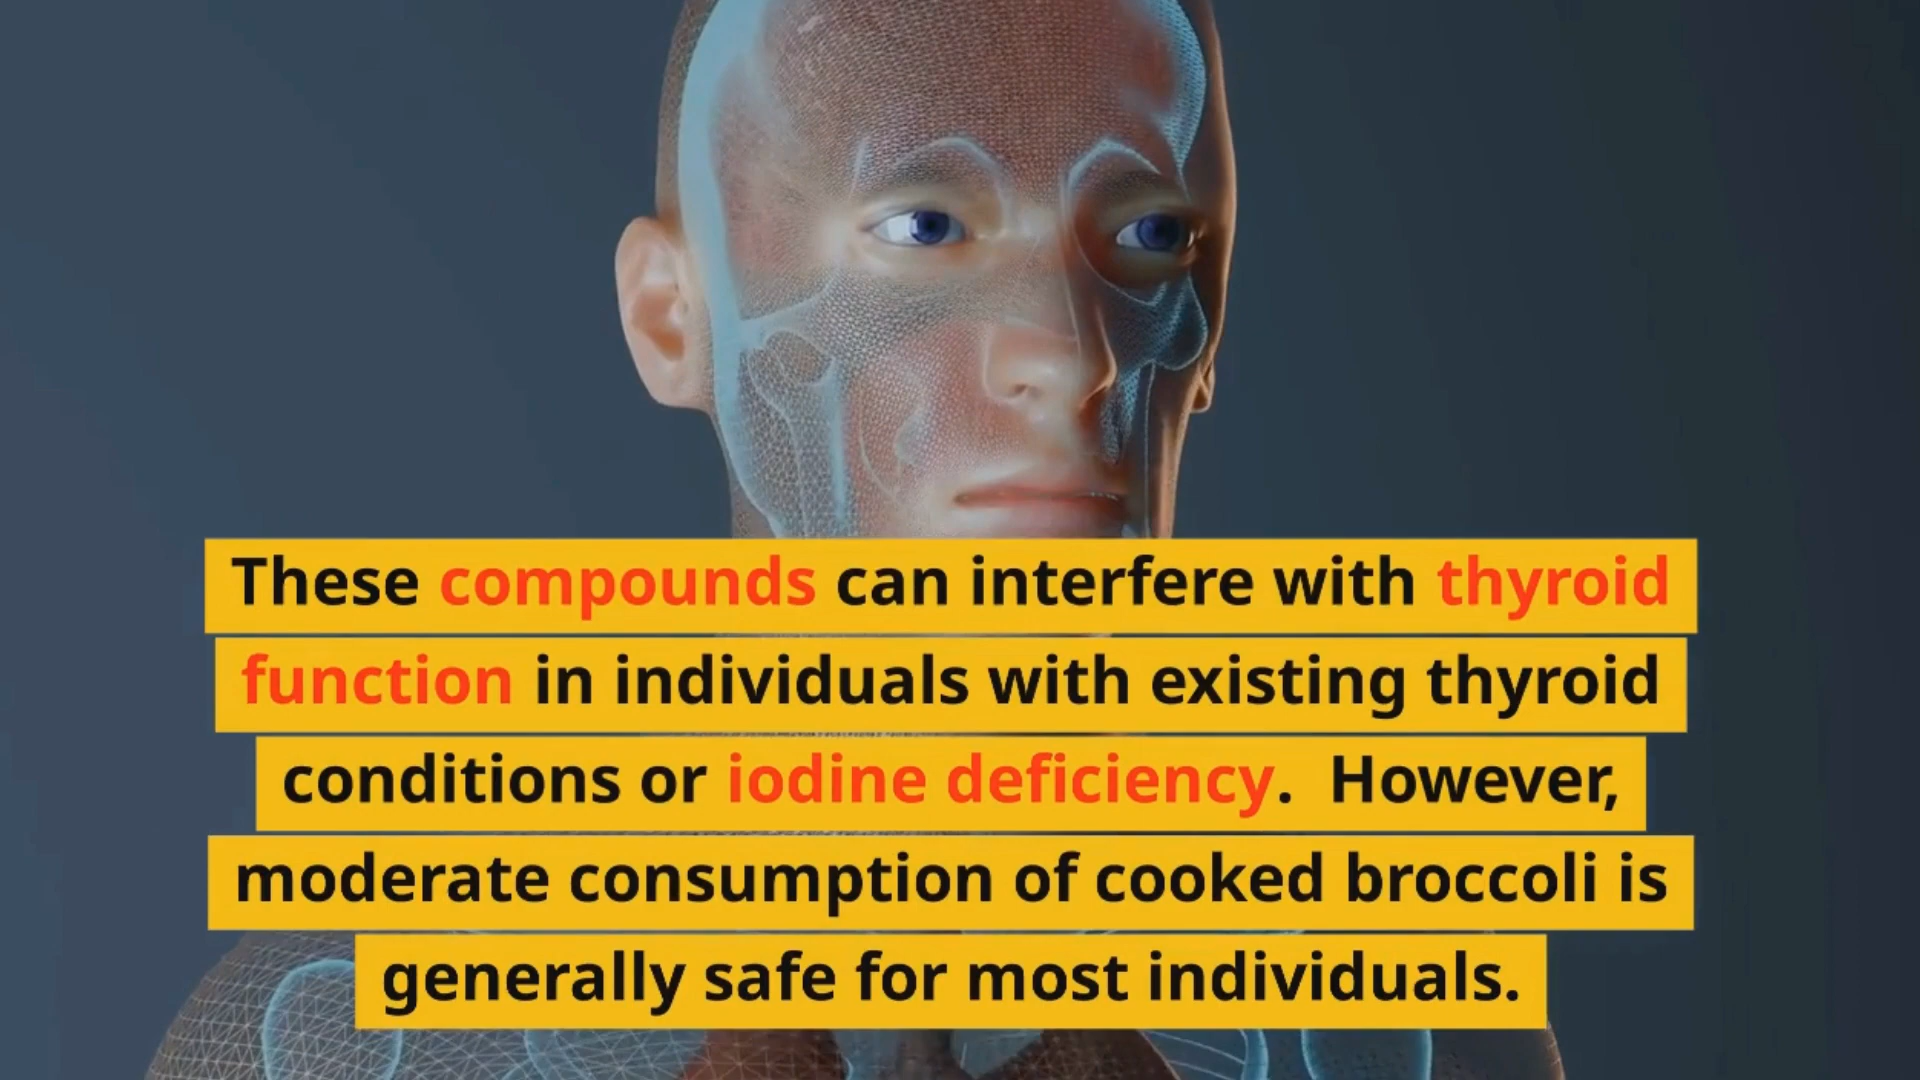 These compounds can interfere with thyroid
function in individuals with existing thyroid
conditions or iodine deficiency.  However,
moderate consumption of cooked broccoli is
generally safe for most individuals.